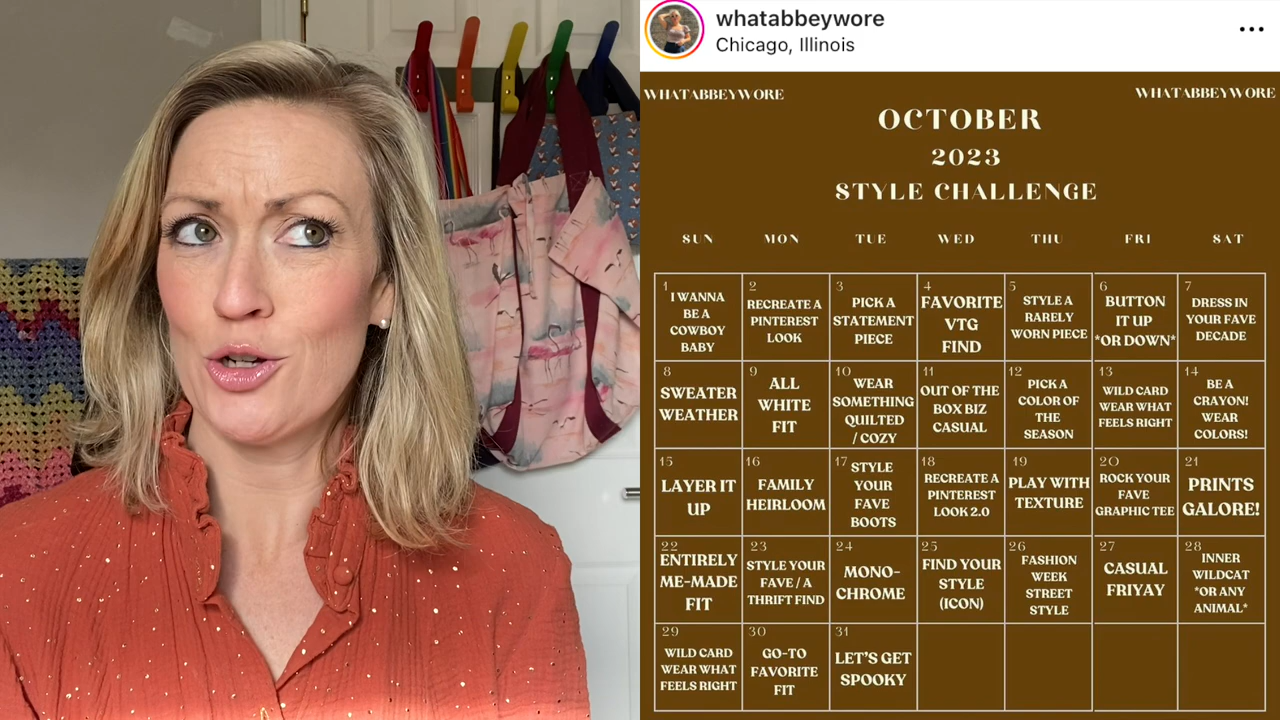 whatabbeywore
Chicago, Illinois
WHATABBEYWORE
WHATABBEYWORE
OCTOBER
2023
STYLE CHALLENGE
SUN MON TUE WED THU FRI SAT
1
I WANNA
BE A
COWBOY
BABY
2
RECREATE A
PINTEREST
LOOK
3
PICK A
STATEMENT
PIECE
4
FAVORITE
VTG
FIND
5
STYLE A
RARELY
WORN PIECE
6
BUTTON
IT UP
*OR DOWN*
7
DRESS IN
YOUR FAVE
DECADE
8
SWEATER
WEATHER
9
ALL
WHITE
FIT
10
WEAR
SOMETHING
QUILTED
/ COZY
11
OUT OF THE
BOX BIZ
CASUAL
12
PICK A
COLOR OF
THE
SEASON
13
WILD CARD
WEAR WHAT
FEELS RIGHT
14
BE A
CRAYON!
WEAR
COLORS!
15
LAYER IT
UP
16
FAMILY
HEIRLOOM
17
STYLE
YOUR
FAVE
BOOTS
18
RECREATE A
PINTEREST
LOOK 2.0
19
PLAY WITH
TEXTURE
20
ROCK YOUR
FAVE
GRAPHIC TEE
21
PRINTS
GALORE!
22
ENTIRELY
ME-MADE
FIT
23
STYLE YOUR
FAVE / A
THRIFT FIND
24
MONO-
CHROME
25
FIND YOUR
STYLE
(ICON)
26
FASHION
WEEK
STREET
STYLE
27
CASUAL
FRIYAY
28
INNER
WILDCAT
*OR ANY
ANIMAL*
29
WILD CARD
WEAR WHAT
FEELS RIGHT
30
GO-TO
FAVORITE
FIT
31
LET'S GET
SPOOKY